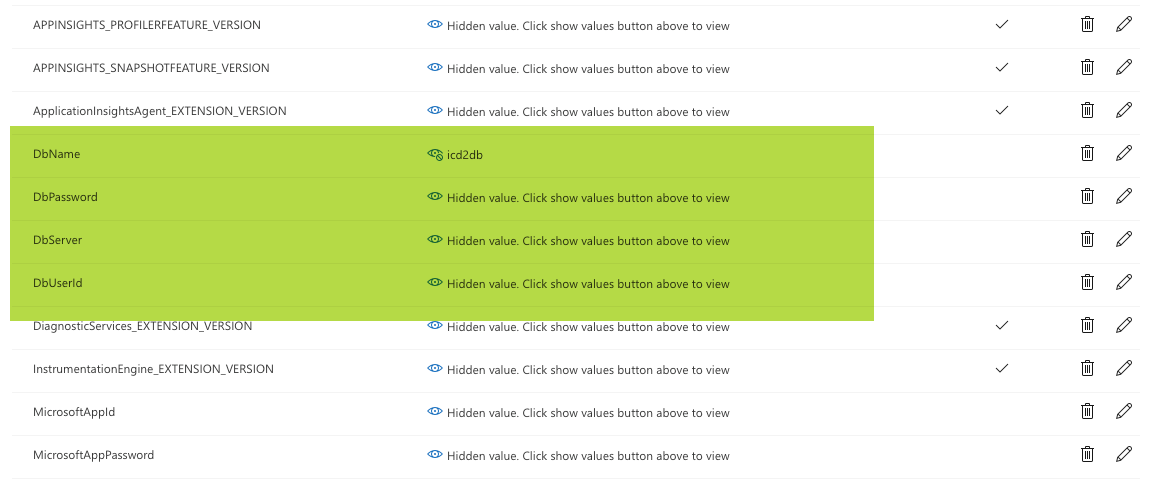 APPINSIGHTS_PROFILERFEATURE_VERSION Hidden value. Click show values button above to view
APPINSIGHTS_SNAPSHOTFEATURE_VERSION Hidden value. Click show values button above to view
ApplicationInsightsAgent_EXTENSION_VERSION Hidden value. Click show values button above to view
DbName icd2db
DbPassword Hidden value. Click show values button above to view
DbServer Hidden value. Click show values button above to view
DbUserId Hidden value. Click show values button above to view
DiagnosticServices_EXTENSION_VERSION Hidden value. Click show values button above to view
InstrumentationEngine_EXTENSION_VERSION Hidden value. Click show values button above to view
MicrosoftAppId Hidden value. Click show values button above to view
MicrosoftAppPassword Hidden value. Click show values button above to view